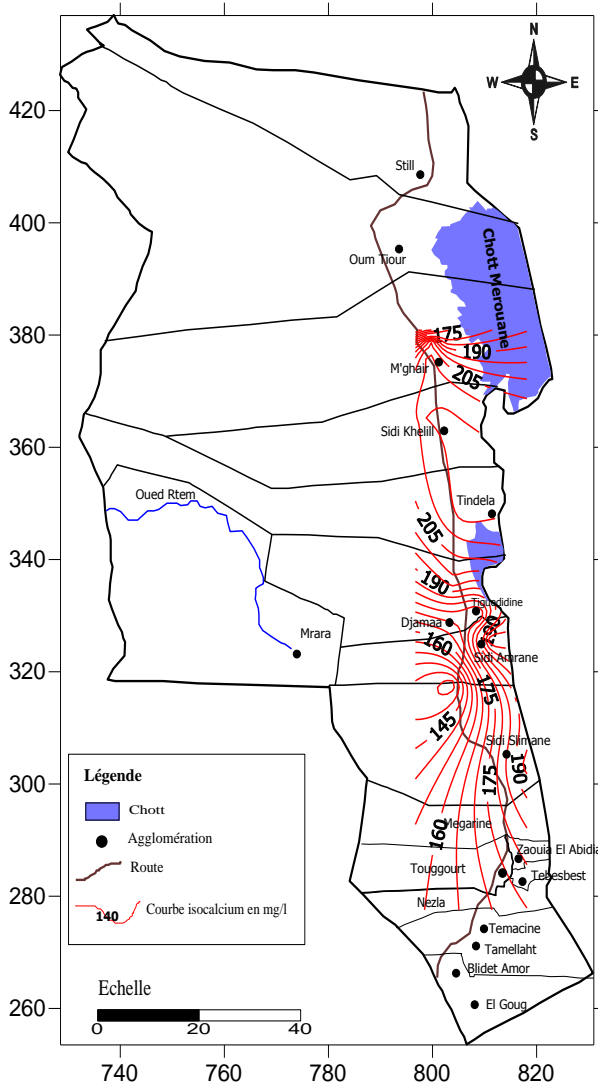 N
W E
S
420
400
380
360
340
320
300
280
260
740
760
780
800
820
Still
Oum Tiour
Chott Merouane
175
190
205
M'ghair
Sidi Khelill
Tindela
Oued Rtem
205
190
Tiguedidine
Djamaa
190
160
Sidi Amrane
Mrara
175
145
Sidi Slimane
190
175
160
Megarine
Zaouia El Abidia
Touggourt
Tebesbest
Nezla
Temacine
Tamellaht
Blidet Amor
El Goug
Légende
Chott
Agglomération
Route
140 Courbe isocalcium en mg/l
Echelle
0 20 40